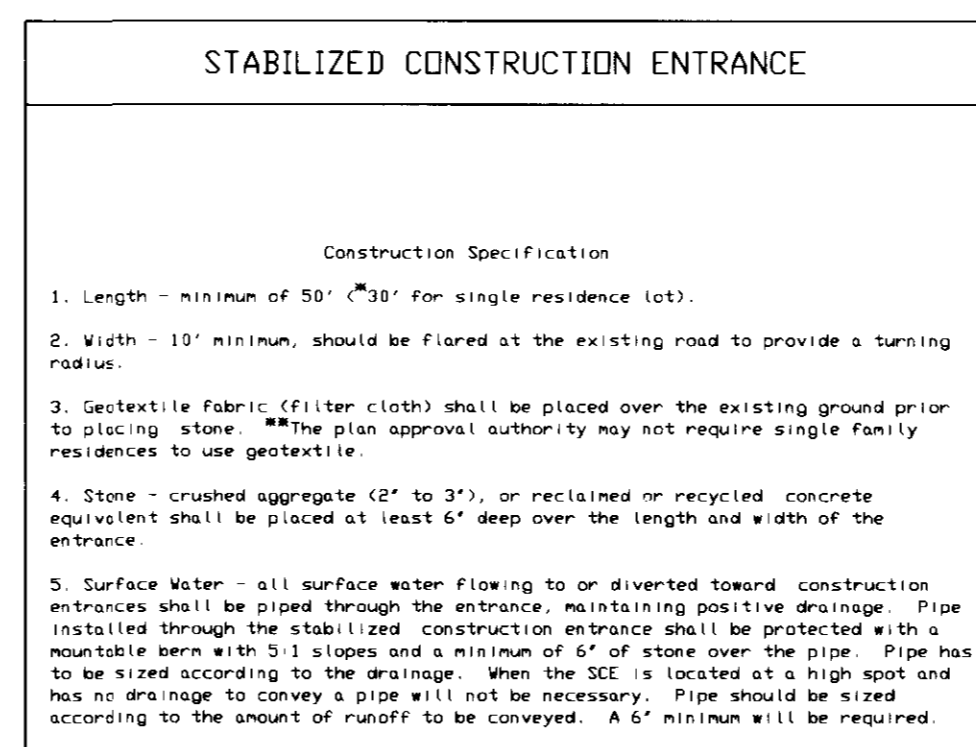 STABILIZED CONSTRUCTION ENTRANCE
Construction Specification
1. Length - minimum of 50' (*30' for single residence lot).
2. Width - 10' minimum, should be flared at the existing road to provide a turning
radius.
3. Geotextile fabric (filter cloth) shall be placed over the existing ground prior
to placing stone. **The plan approval authority may not require single family
residences to use geotextile.
4. Stone - crushed aggregate (2" to 3"), or reclaimed or recycled concrete
equivalent shall be placed at least 6" deep over the length and width of the
entrance.
5. Surface Water - all surface water flowing to or diverted toward construction
entrances shall be piped through the entrance, maintaining positive drainage. Pipe
installed through the stabilized construction entrance shall be protected with a
mountable berm with 5:1 slopes and a minimum of 6" of stone over the pipe. Pipe has
to be sized according to the drainage. When the SCE is located at a high spot and
has no drainage to convey a pipe will not be necessary. Pipe should be sized
according to the amount of runoff to be conveyed. A 6" minimum will be required.